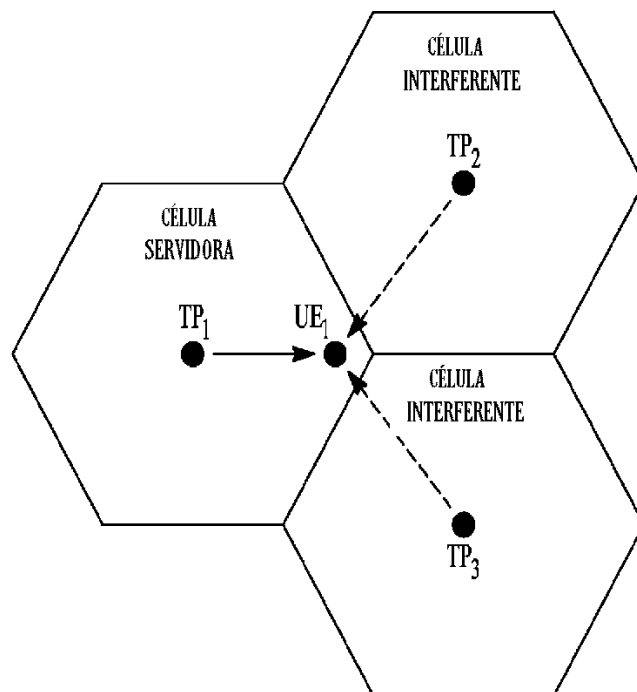 CÉLULA
INTERFERENTE
TP₂
CÉLULA
SERVIDORA
TP₁
UE₁
CÉLULA
INTERFERENTE
TP₃